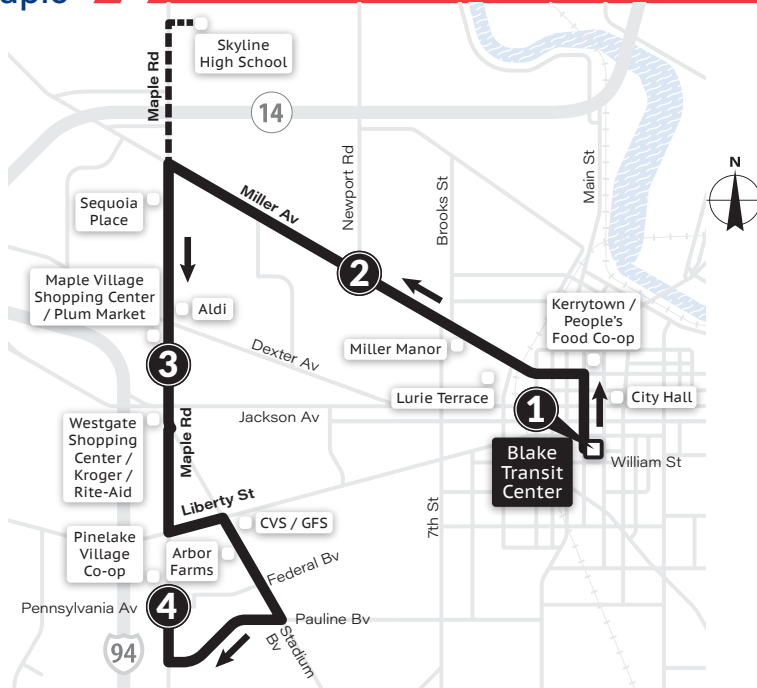 Skyline
High School
Maple Rd
14
N
Newport Rd
Brooks St
Main St
Miller Av
Sequoia
Place
2
Maple Village
Shopping Center
/ Plum Market
Aldi
Kerrytown /
People's
Food Co-op
Dexter Av
Miller Manor
3
Lurie Terrace
1
City Hall
Jackson Av
Westgate
Shopping
Center /
Kroger /
Rite-Aid
Maple Rd
Blake
Transit
Center
William St
Liberty St
7th St
CVS / GFS
Pinelake
Village
Co-op
Arbor
Farms
Federal Bv
Pennsylvania Av
4
Pauline Bv
Stadium
Bv
94